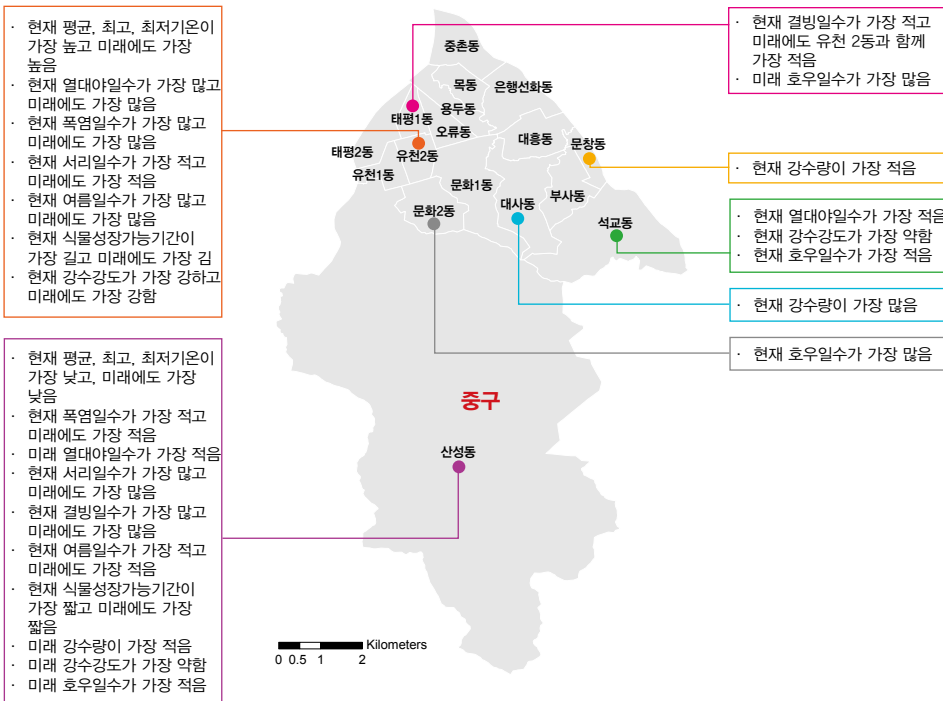 · 현재 평균, 최고, 최저기온이
가장 높고 미래에도 가장
높음
· 현재 열대야일수가 가장 많고
미래에도 가장 많음
· 현재 폭염일수가 가장 많고
미래에도 가장 많음
· 현재 서리일수가 가장 적고
미래에도 가장 적음
· 현재 여름일수가 가장 많고
미래에도 가장 많음
· 현재 식물성장가능기간이
가장 길고 미래에도 가장 김
· 현재 강수강도가 가장 강하고
미래에도 가장 강함
· 현재 평균, 최고, 최저기온이
가장 낮고, 미래에도 가장
낮음
· 현재 폭염일수가 가장 적고
미래에도 가장 적음
· 미래 열대야일수가 가장 적음
· 현재 서리일수가 가장 많고
미래에도 가장 많음
· 현재 결빙일수가 가장 많고
미래에도 가장 많음
· 현재 여름일수가 가장 적고
미래에도 가장 적음
· 현재 식물성장가능기간이
가장 짧고 미래에도 가장
짧음
· 미래 강수량이 가장 적음
· 미래 강수강도가 가장 약함
· 미래 호우일수가 가장 적음
중촌동
목동
은행선화동
용두동
태평1동
오류동
대흥동
문창동
태평2동
유천2동
유천1동
문화1동
부사동
대사동
문화2동
석교동
중구
산성동
Kilometers
0 0.5 1 2
· 현재 결빙일수가 가장 적고
미래에도 유천 2동과 함께
가장 적음
· 미래 호우일수가 가장 많음
· 현재 강수량이 가장 적음
· 현재 열대야일수가 가장 적음
· 현재 강수강도가 가장 약함
· 현재 호우일수가 가장 적음
· 현재 강수량이 가장 많음
· 현재 호우일수가 가장 많음